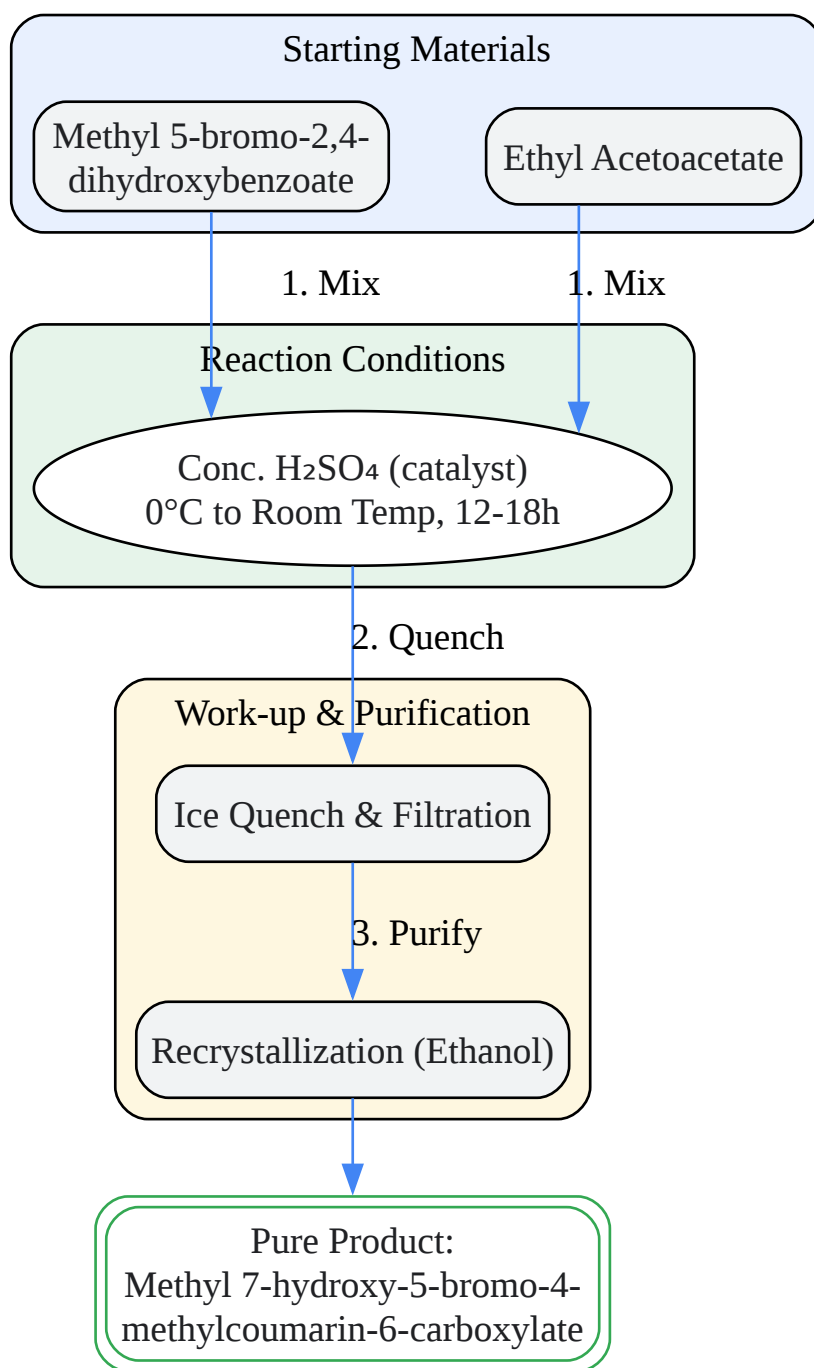 Starting Materials
Methyl 5-bromo-2,4-
dihydroxybenzoate
Ethyl Acetoacetate
1. Mix
1. Mix
Reaction Conditions
Conc. H₂SO₄ (catalyst)
0°C to Room Temp, 12-18h
2. Quench
Work-up & Purification
Ice Quench & Filtration
3. Purify
Recrystallization (Ethanol)
Pure Product:
Methyl 7-hydroxy-5-bromo-4-
methylcoumarin-6-carboxylate